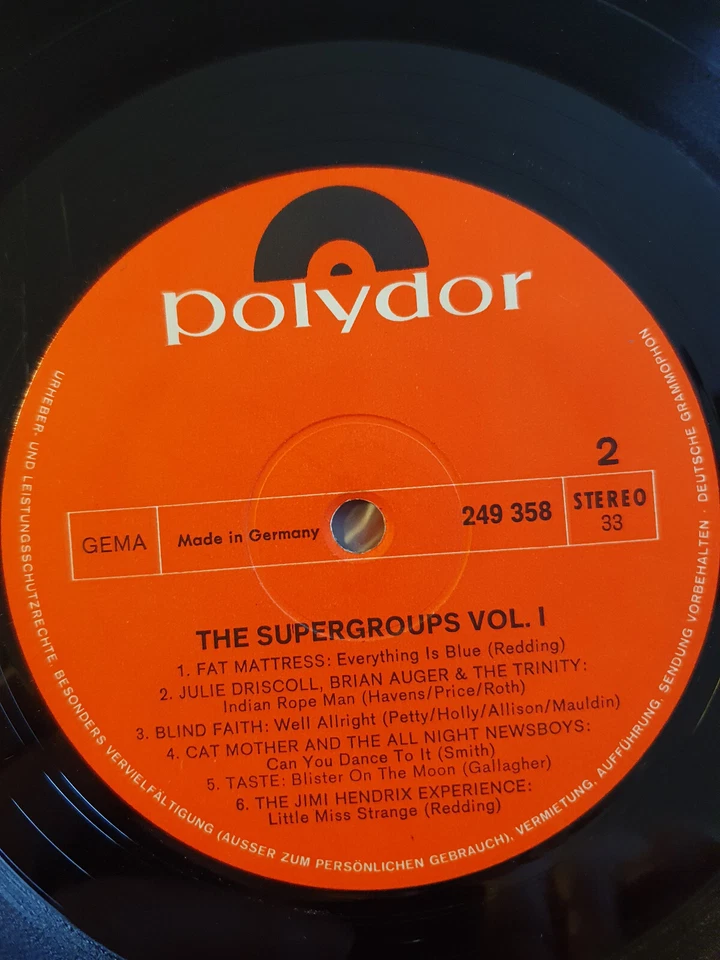 polydor
2
GEMA
Made in Germany
249 358
STEREO
33
THE SUPERGROUPS VOL. I
1. FAT MATTRESS: Everything Is Blue (Redding)
2. JULIE DRISCOLL, BRIAN AUGER & THE TRINITY:
Indian Rope Man (Havens/Price/Roth)
3. BLIND FAITH: Well Allright (Petty/Holly/Allison/Mauldin)
4. CAT MOTHER AND THE ALL NIGHT NEWSBOYS:
Can You Dance To It (Smith)
5. TASTE: Blister On The Moon (Gallagher)
6. THE JIMI HENDRIX EXPERIENCE:
Little Miss Strange (Redding)
URHEBER- UND LEISTUNGSSCHUTZRECHTE, BESONDERS VERVIELFÄLTIGUNG (AUSSER ZUM PERSÖNLICHEN GEBRAUCH), VERMIETUNG, AUFFÜHRUNG, SENDUNG VORBEHALTEN · DEUTSCHE GRAMMOPHON